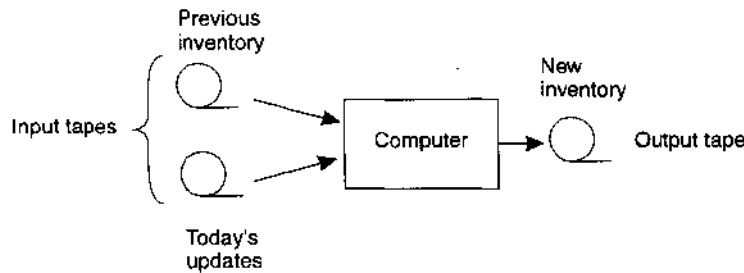 Previous
inventory
New
inventory
Input tapes
Computer
Output tape
Today's
updates